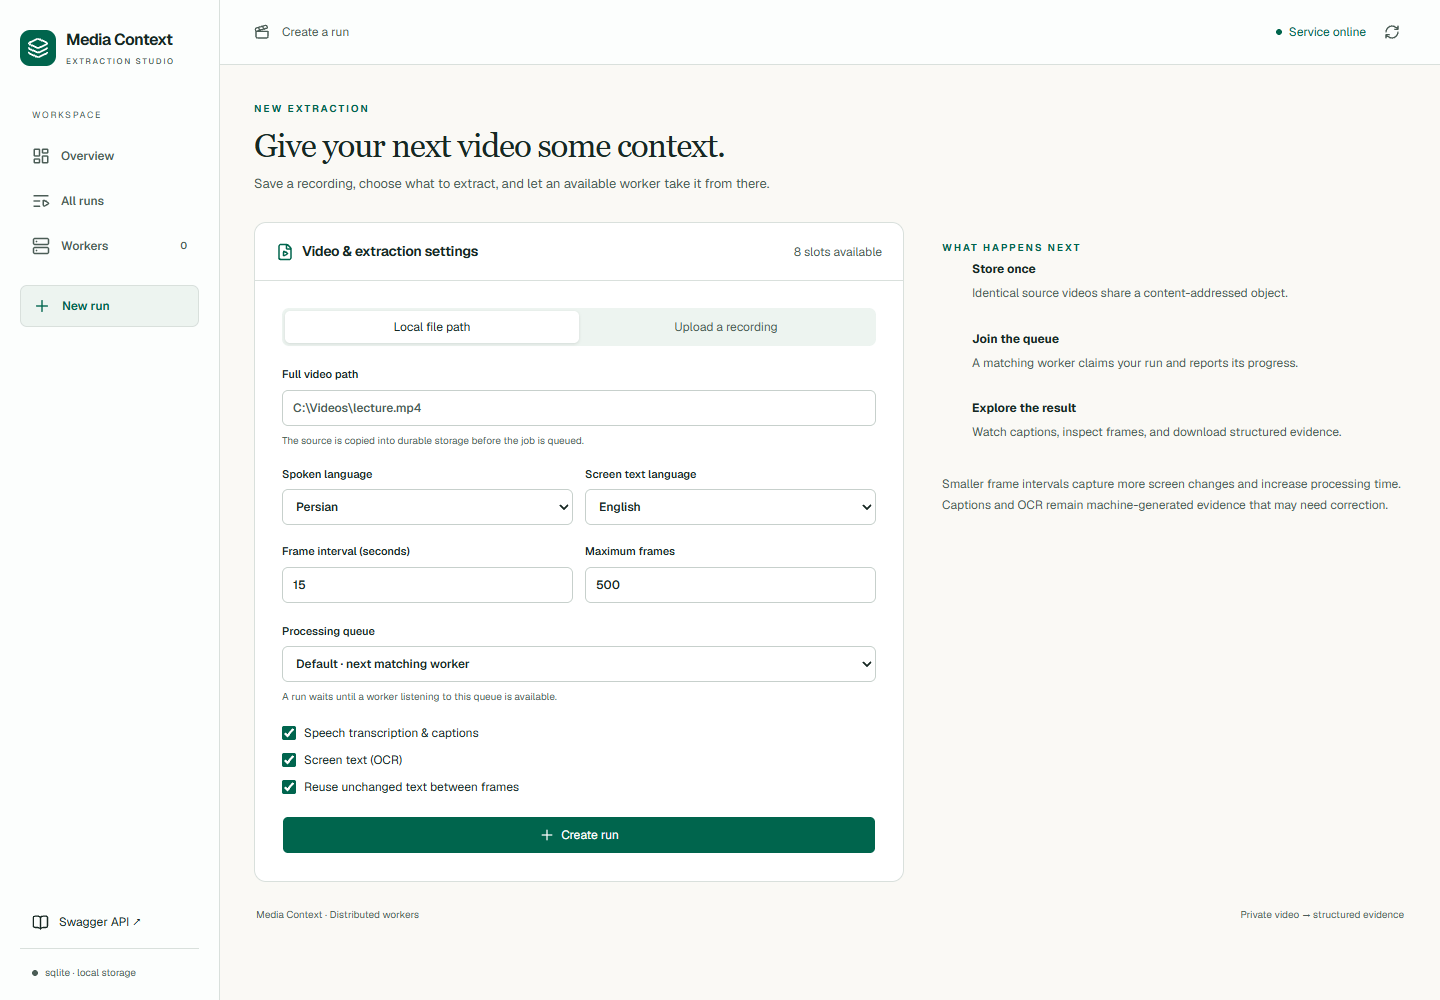 Media Context
EXTRACTION STUDIO
WORKSPACE
Overview
All runs
Workers 0
New run
Swagger API ↗
sqlite · local storage
Create a run
Service online
NEW EXTRACTION
Give your next video some context.
Save a recording, choose what to extract, and let an available worker take it from there.
Video & extraction settings
8 slots available
Local file path
Upload a recording
Full video path
C:\Videos\lecture.mp4
The source is copied into durable storage before the job is queued.
Spoken language
Screen text language
Persian
English
Frame interval (seconds)
Maximum frames
15
500
Processing queue
Default · next matching worker
A run waits until a worker listening to this queue is available.
Speech transcription & captions
Screen text (OCR)
Reuse unchanged text between frames
Create run
WHAT HAPPENS NEXT
Store once
Identical source videos share a content-addressed object.
Join the queue
A matching worker claims your run and reports its progress.
Explore the result
Watch captions, inspect frames, and download structured evidence.
Smaller frame intervals capture more screen changes and increase processing time.
Captions and OCR remain machine-generated evidence that may need correction.
Media Context · Distributed workers
Private video → structured evidence